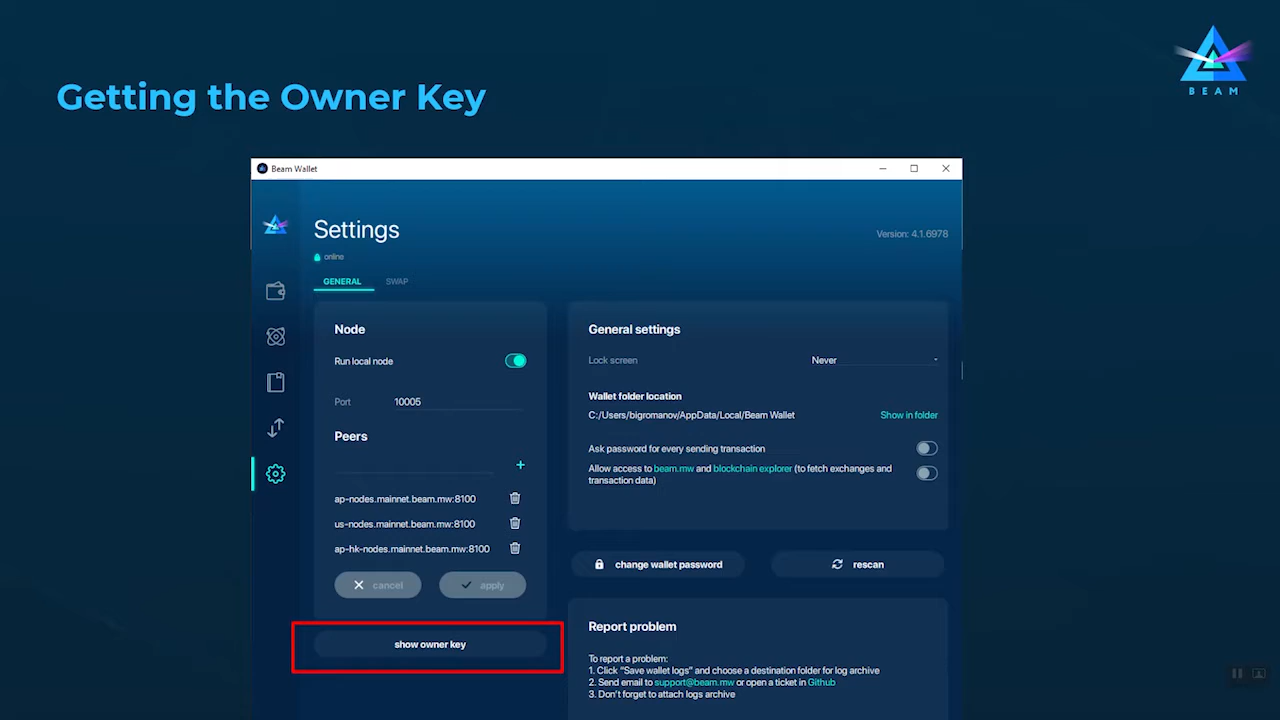 BEAM
Getting the Owner Key
Beam Wallet
Settings
Version: 4.1.6978
online
GENERAL
SWAP
Node
Run local node
Port
10005
Peers
+
ap-nodes.mainnet.beam.mw:8100
us-nodes.mainnet.beam.mw:8100
ap-hk-nodes.mainnet.beam.mw:8100
cancel
apply
show owner key
General settings
Lock screen
Never
Wallet folder location
C:/Users/bigromanov/AppData/Local/Beam Wallet
Show in folder
Ask password for every sending transaction
Allow access to beam.mw and blockchain explorer (to fetch exchanges and
transaction data)
change wallet password
rescan
Report problem
To report a problem:
1. Click “Save wallet logs” and choose a destination folder for log archive
2. Send email to support@beam.mw or open a ticket in Github
3. Don’t forget to attach logs archive